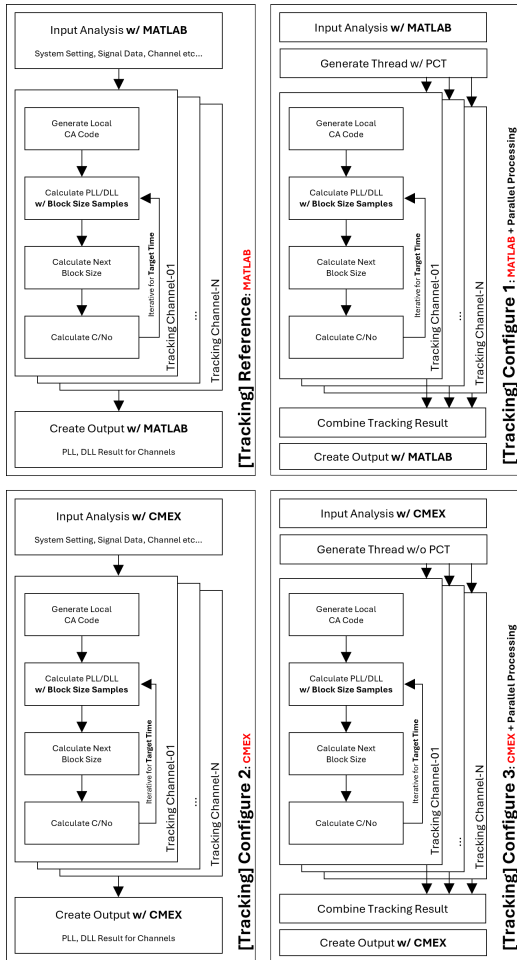 Input Analysis w/ MATLAB
System Setting, Signal Data, Channel etc...
Generate Local
CA Code
Calculate PLL/DLL
w/ Block Size Samples
Calculate Next
Block Size
Calculate C/No
Iterative for Target Time
Tracking Channel-01
...
Tracking Channel-N
Create Output w/ MATLAB
PLL, DLL Result for Channels
[Tracking] Reference: MATLAB
Input Analysis w/ MATLAB
Generate Thread w/ PCT
Generate Local
CA Code
Calculate PLL/DLL
w/ Block Size Samples
Calculate Next
Block Size
Calculate C/No
Iterative for Target Time
Tracking Channel-01
...
Tracking Channel-N
Combine Tracking Result
Create Output w/ MATLAB
[Tracking] Configure 1: MATLAB + Parallel Processing
Input Analysis w/ CMEX
System Setting, Signal Data, Channel etc...
Generate Local
CA Code
Calculate PLL/DLL
w/ Block Size Samples
Calculate Next
Block Size
Calculate C/No
Iterative for Target Time
Tracking Channel-01
...
Tracking Channel-N
Create Output w/ CMEX
PLL, DLL Result for Channels
[Tracking] Configure 2: CMEX
Input Analysis w/ CMEX
Generate Thread w/o PCT
Generate Local
CA Code
Calculate PLL/DLL
w/ Block Size Samples
Calculate Next
Block Size
Calculate C/No
Iterative for Target Time
Tracking Channel-01
...
Tracking Channel-N
Combine Tracking Result
Create Output w/ CMEX
[Tracking] Configure 3: CMEX + Parallel Processing